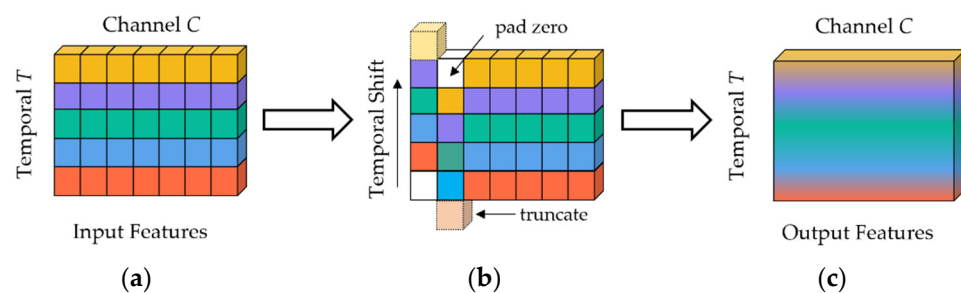 Channel C
Temporal T
Input Features
(a)
pad zero
Temporal Shift
truncate
(b)
Channel C
Temporal T
Output Features
(c)